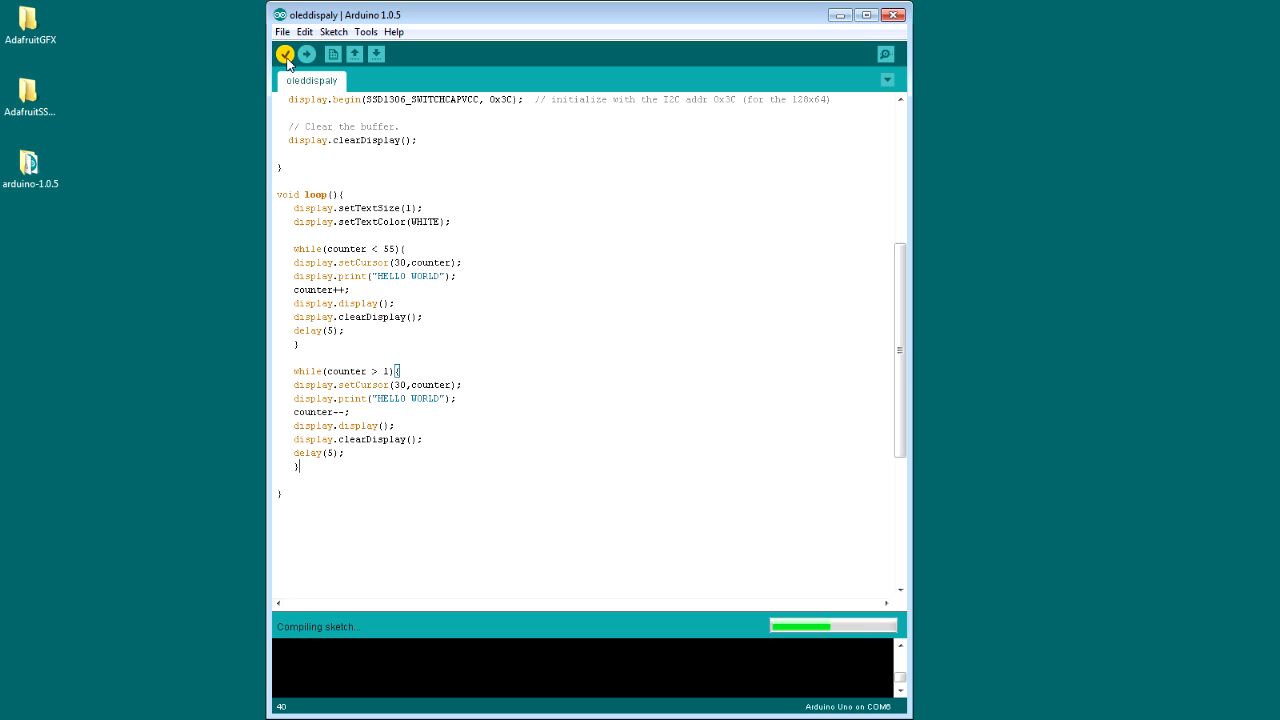 AdafruitGFX
AdafruitSS...
arduino-1.0.5
oleddispaly | Arduino 1.0.5
File Edit Sketch Tools Help
oleddispaly
display.begin(SSD1306_SWITCHCAPVCC, 0x3C);  // initialize with the I2C addr 0x3C (for the 128x64)
// Clear the buffer.
display.clearDisplay();
}
void loop(){
display.setTextSize(1);
display.setTextColor(WHITE);
while(counter < 55){
display.setCursor(30,counter);
display.print("HELLO WORLD");
counter++;
display.display();
display.clearDisplay();
delay(5);
}
while(counter > 1){
display.setCursor(30,counter);
display.print("HELLO WORLD");
counter--;
display.display();
display.clearDisplay();
delay(5);
}
}
Compiling sketch...
40
Arduino Uno on COM6